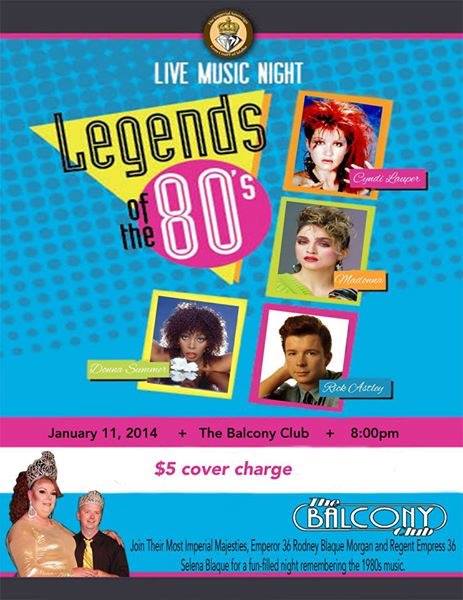 LIVE MUSIC NIGHT
Legends
of the
80's
Cyndi Lauper
Madonna
Donna Summer
Rick Astley
January 11, 2014 + The Balcony Club + 8:00pm
$5 cover charge
The
BALCONY
Club
Join Their Most Imperial Majesties, Emperor 36 Rodney Blaque Morgan and Regent Empress 36
Selena Blaque for a fun-filled night remembering the 1980s music.